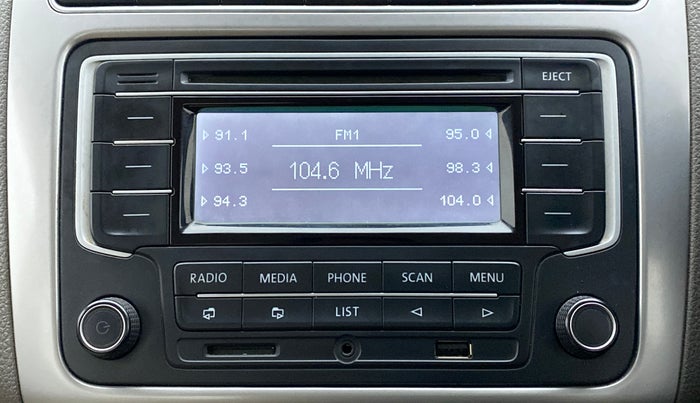 EJECT
91.1 FM1 95.0
93.5 104.6 MHz 98.3
94.3 104.0
RADIO MEDIA PHONE SCAN MENU
LIST